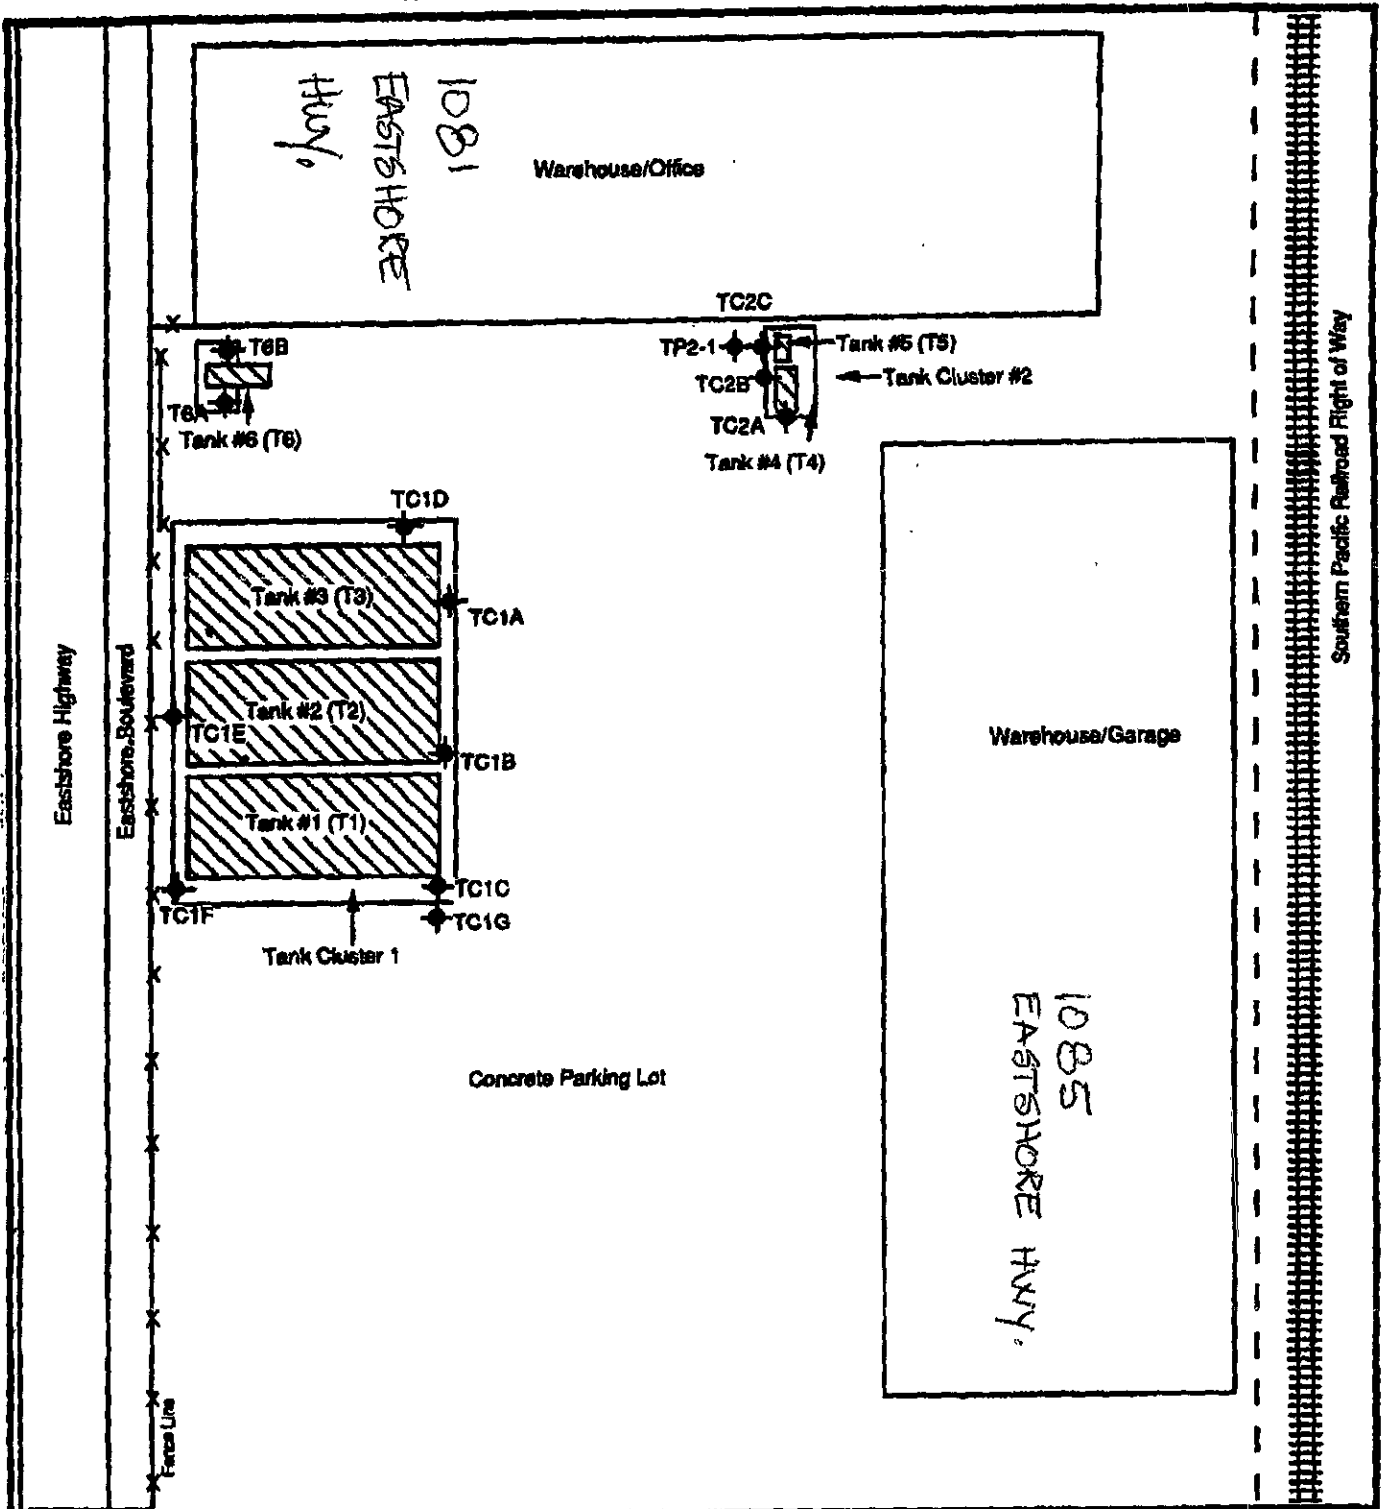 1081
EASTSHORE
HWY.
Warehouse/Office
TC2C
T6B
TP2-1
Tank #5 (T5)
TC2B
Tank Cluster #2
T6A
TC2A
Tank #6 (T6)
Tank #4 (T4)
Southern Pacific Railroad Right of Way
TC1D
Tank #3 (T3)
TC1A
Eastshore Highway
Eastshore Boulevard
Tank #2 (T2)
TC1E
TC1B
Warehouse/Garage
Tank #1 (T1)
TC1C
TC1F
TC1G
Tank Cluster 1
1085
EASTSHORE HWY.
Concrete Parking Lot
Fence Line